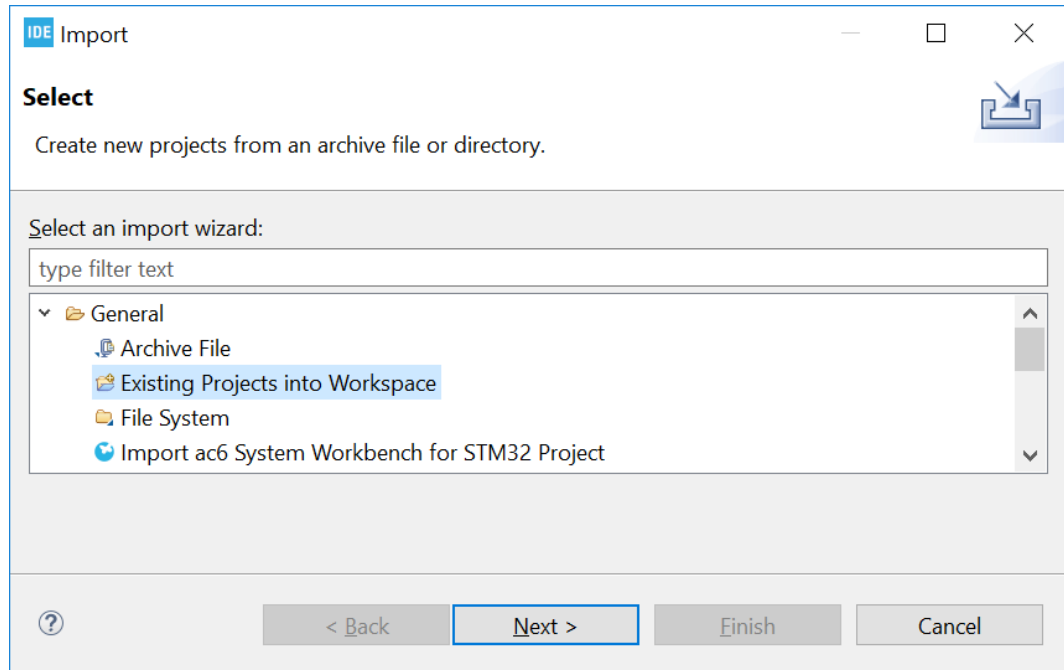 IDE Import
Select
Create new projects from an archive file or directory.
Select an import wizard:
type filter text
General
Archive File
Existing Projects into Workspace
File System
Import ac6 System Workbench for STM32 Project
? < Back Next > Finish Cancel